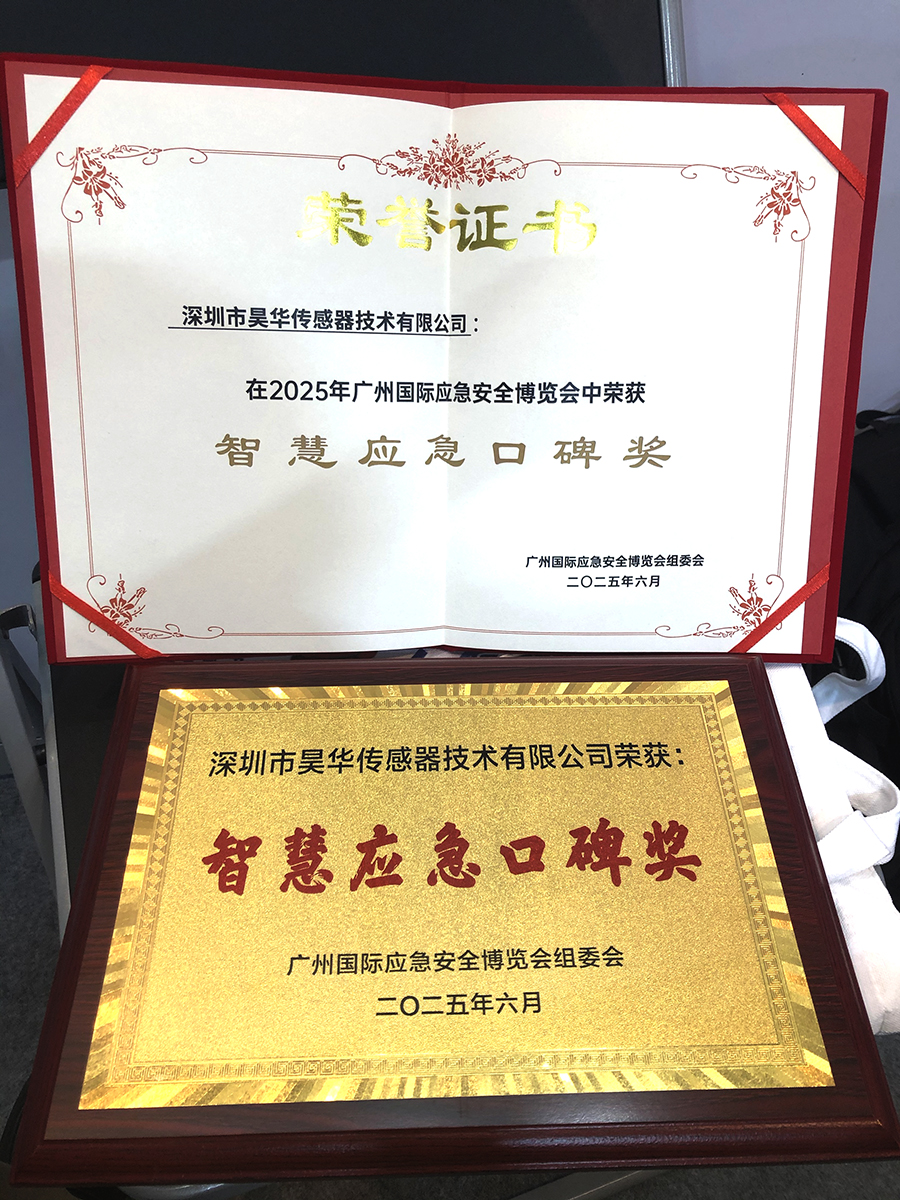 荣誉证书
深圳市昊华传感器技术有限公司：
在2025年广州国际应急安全博览会中荣获
智慧应急口碑奖
广州国际应急安全博览会组委会
二〇二五年六月
深圳市昊华传感器技术有限公司荣获：
智慧应急口碑奖
广州国际应急安全博览会组委会
二〇二五年六月